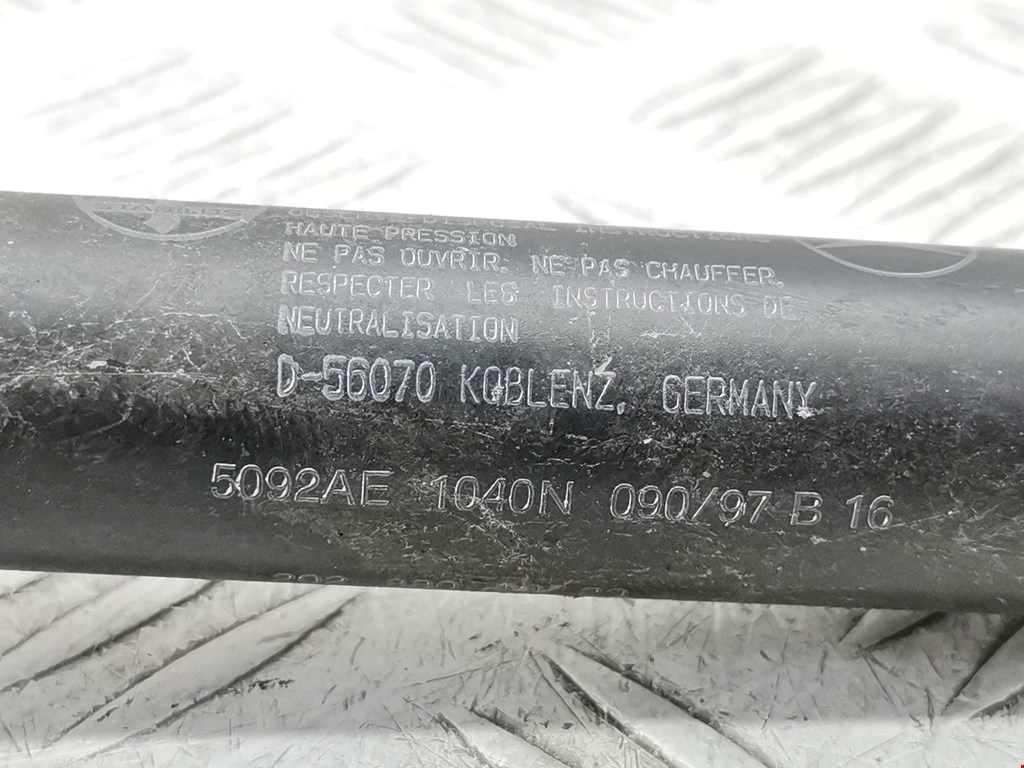 INSTRUCTIONS
HAUTE PRESSION
NE PAS OUVRIR. NE PAS CHAUFFER.
RESPECTER LES INSTRUCTIONS DE
NEUTRALISATION
D-56070 KOBLENZ, GERMANY
5092AE 1040N 090/97 B 16